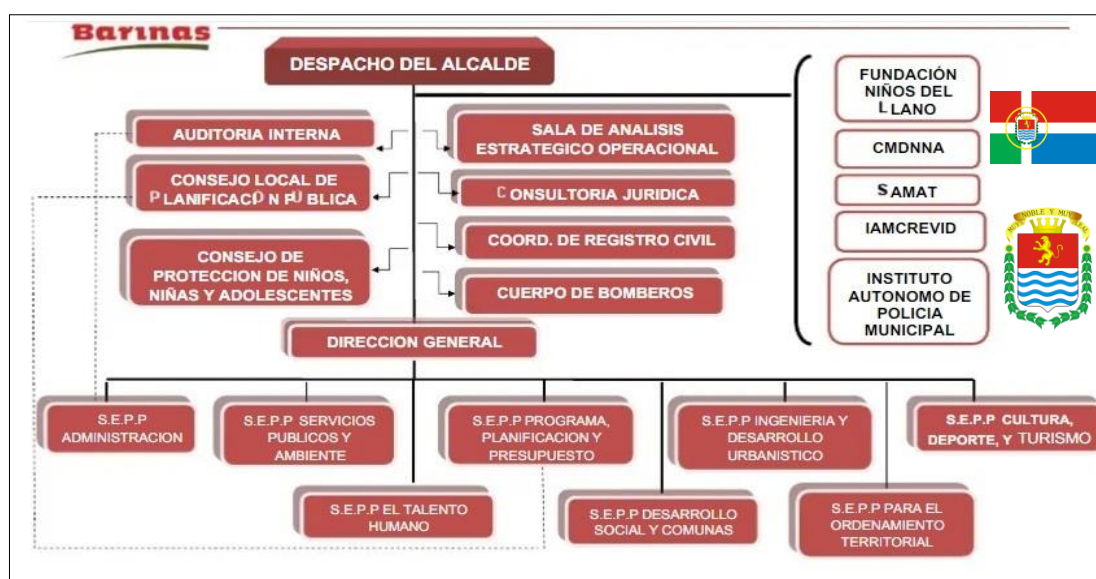 Barinas
DESPACHO DEL ALCALDE
AUDITORIA INTERNA
CONSEJO LOCAL DE
PLANIFICACIÓN PÚBLICA
CONSEJO DE
PROTECCION DE NIÑOS,
NIÑAS Y ADOLESCENTES
SALA DE ANALISIS
ESTRATEGICO OPERACIONAL
CONSULTORIA JURIDICA
COORD. DE REGISTRO CIVIL
CUERPO DE BOMBEROS
FUNDACIÓN
NIÑOS DEL
LLANO
CMDNNA
SAMAT
IAMCREVID
INSTITUTO
AUTONOMO DE
POLICIA
MUNICIPAL
DIRECCION GENERAL
S.E.P.P
ADMINISTRACION
S.E.P.P SERVICIOS
PUBLICOS Y
AMBIENTE
S.E.P.P PROGRAMA,
PLANIFICACION Y
PRESUPUESTO
S.E.P.P INGENIERIA Y
DESARROLLO
URBANISTICO
S.E.P.P CULTURA,
DEPORTE, Y TURISMO
S.E.P.P EL TALENTO
HUMANO
S.E.P.P DESARROLLO
SOCIAL Y COMUNAS
S.E.P.P PARA EL
ORDENAMIENTO
TERRITORIAL